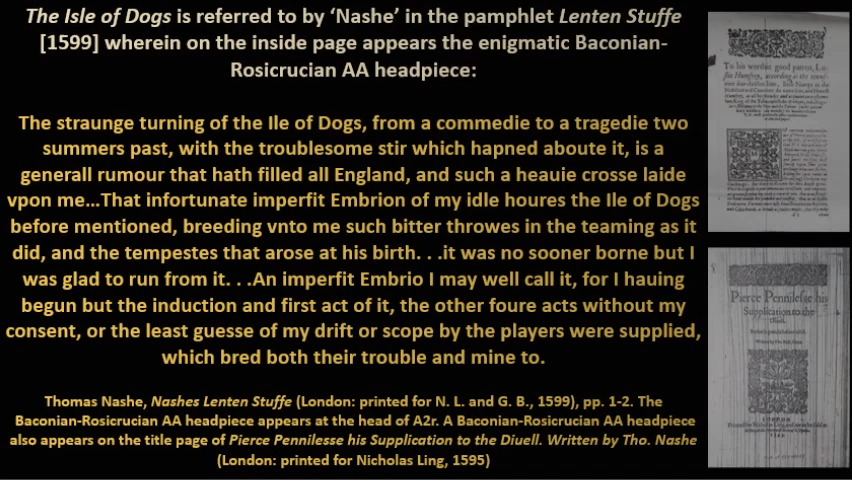 The Isle of Dogs is referred to by ‘Nashe’ in the pamphlet Lenten Stuffe
[1599] wherein on the inside page appears the enigmatic Baconian-
Rosicrucian AA headpiece:
The straunge turning of the Ile of Dogs, from a commedie to a tragedie two
summers past, with the troublesome stir which hapned aboute it, is a
generall rumour that hath filled all England, and such a heauie crosse laide
vpon me…That infortunate imperfit Embrion of my idle houres the Ile of Dogs
before mentioned, breeding vnto me such bitter throwes in the teaming as it
did, and the tempestes that arose at his birth. . .it was no sooner borne but I
was glad to run from it. . .An imperfit Embrio I may well call it, for I hauing
begun but the induction and first act of it, the other foure acts without my
consent, or the least guesse of my drift or scope by the players were supplied,
which bred both their trouble and mine to.
Thomas Nashe, Nashes Lenten Stuffe (London: printed for N. L. and G. B., 1599), pp. 1-2. The
Baconian-Rosicrucian AA headpiece appears at the head of A2r. A Baconian-Rosicrucian AA headpiece
also appears on the title page of Pierce Pennilesse his Supplication to the Diuell. Written by Tho. Nashe
(London: printed for Nicholas Ling, 1595)
To his worthie good patron, Lu-
Pierce Pennilesse his
Supplication to the
Diuell.
LONDON